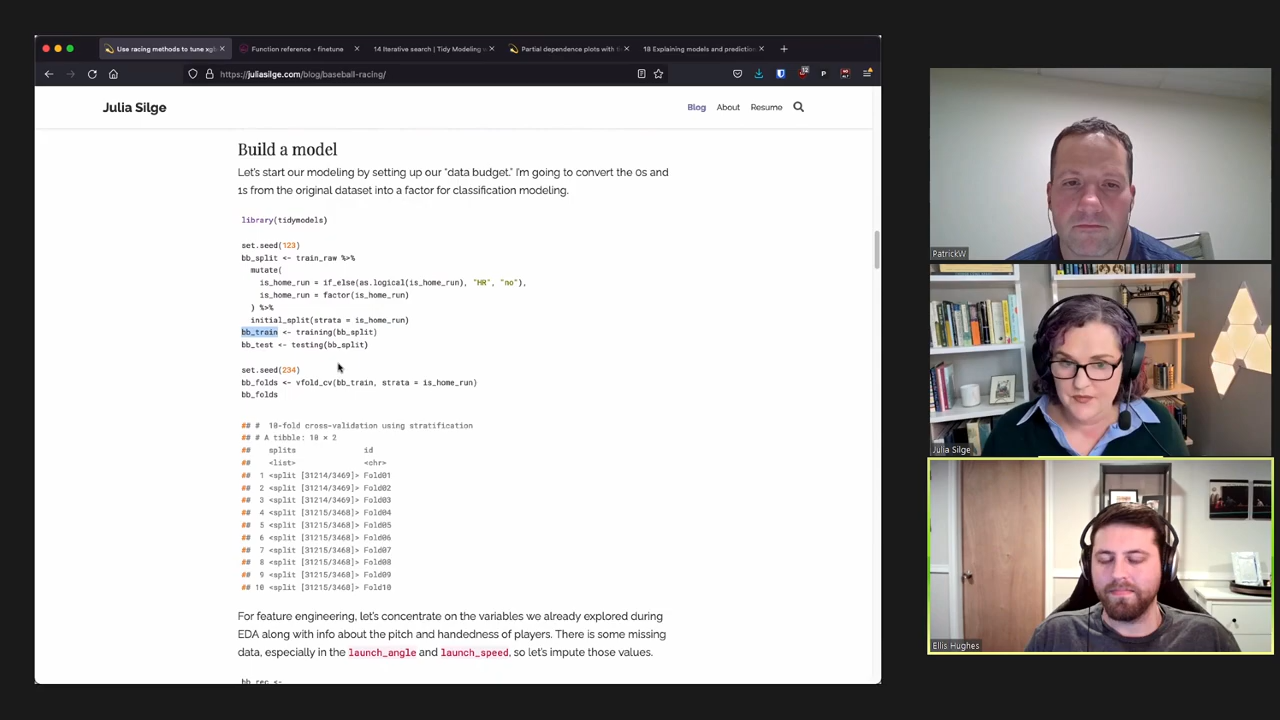 Use racing methods to tune xgb
Function reference - finetune
14 Iterative search | Tidy Modeling w
Partial dependence plots with ti
18 Explaining models and prediction
https://juliasilge.com/blog/baseball-racing/
Julia Silge
Blog
About
Resume
Build a model
Let's start our modeling by setting up our "data budget." I'm going to convert the 0s and
1s from the original dataset into a factor for classification modeling.
library(tidymodels)
set.seed(123)
bb_split <- train_raw %>%
mutate(
is_home_run = if_else(as.logical(is_home_run), "HR", "no"),
is_home_run = factor(is_home_run)
) %>%
initial_split(strata = is_home_run)
bb_train <- training(bb_split)
bb_test <- testing(bb_split)
set.seed(234)
bb_folds <- vfold_cv(bb_train, strata = is_home_run)
bb_folds
## #  10-fold cross-validation using stratification
## # A tibble: 10 × 2
##    splits               id
##    <list>               <chr>
##  1 <split [31214/3469]> Fold01
##  2 <split [31214/3469]> Fold02
##  3 <split [31214/3469]> Fold03
##  4 <split [31215/3468]> Fold04
##  5 <split [31215/3468]> Fold05
##  6 <split [31215/3468]> Fold06
##  7 <split [31215/3468]> Fold07
##  8 <split [31215/3468]> Fold08
##  9 <split [31215/3468]> Fold09
## 10 <split [31215/3468]> Fold10
For feature engineering, let's concentrate on the variables we already explored during
EDA along with info about the pitch and handedness of players. There is some missing
data, especially in the launch_angle and launch_speed, so let's impute those values.
bb_rec <-
PatrickW
Julia Silge
Ellis Hughes